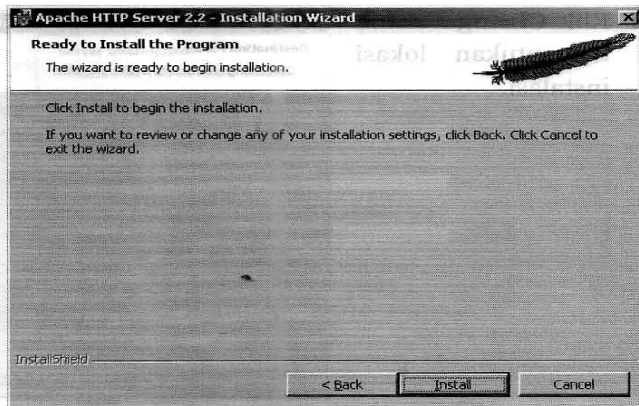 Apache HTTP Server 2.2 - Installation Wizard
Ready to Install the Program
The wizard is ready to begin installation.
Click Install to begin the installation.
If you want to review or change any of your installation settings, click Back. Click Cancel to
exit the wizard.
InstallShield
< Back
Install
Cancel